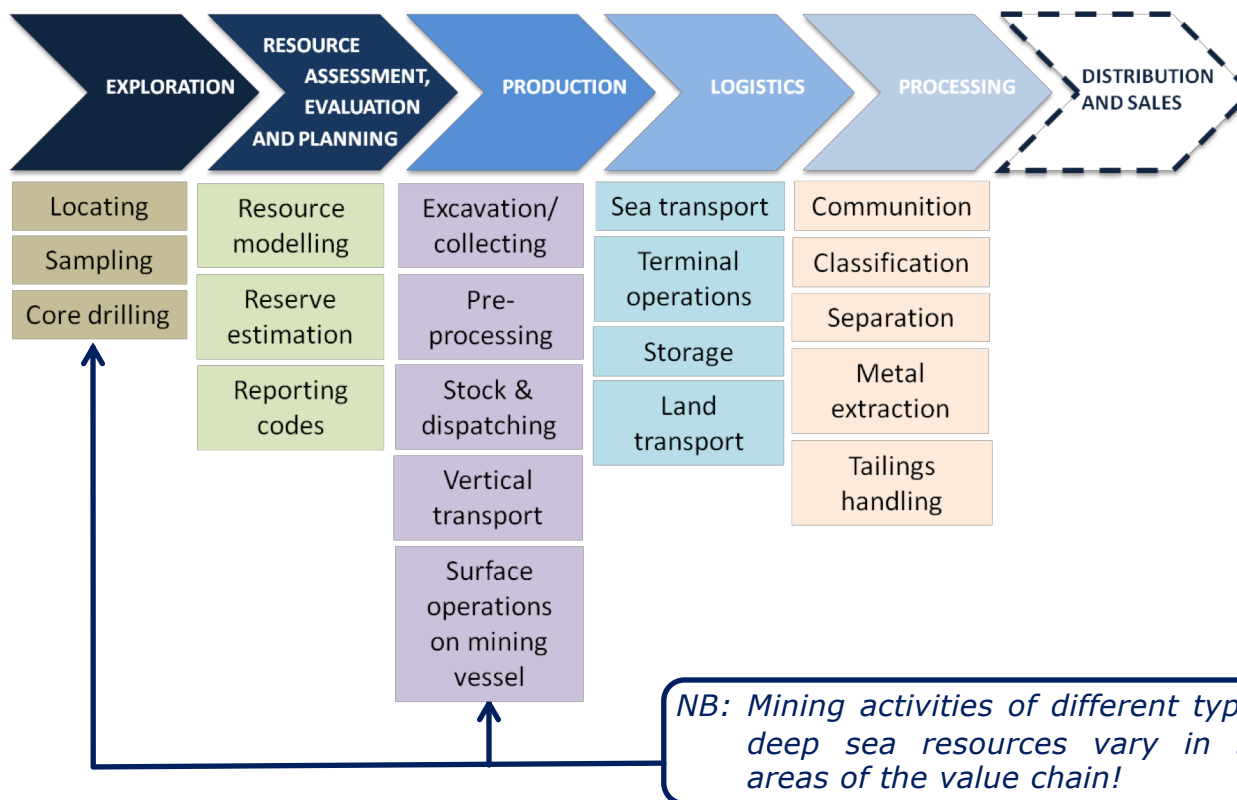 EXPLORATION
RESOURCE
ASSESSMENT,
EVALUATION
AND PLANNING
PRODUCTION
LOGISTICS
PROCESSING
DISTRIBUTION
AND SALES
Locating
Sampling
Core drilling
Resource
modelling
Reserve
estimation
Reporting
codes
Excavation/
collecting
Pre-
processing
Stock &
dispatching
Vertical
transport
Surface
operations
on mining
vessel
Sea transport
Terminal
operations
Storage
Land
transport
Communition
Classification
Separation
Metal
extraction
Tailings
handling
NB: Mining activities of different
deep sea resources vary in
areas of the value chain!